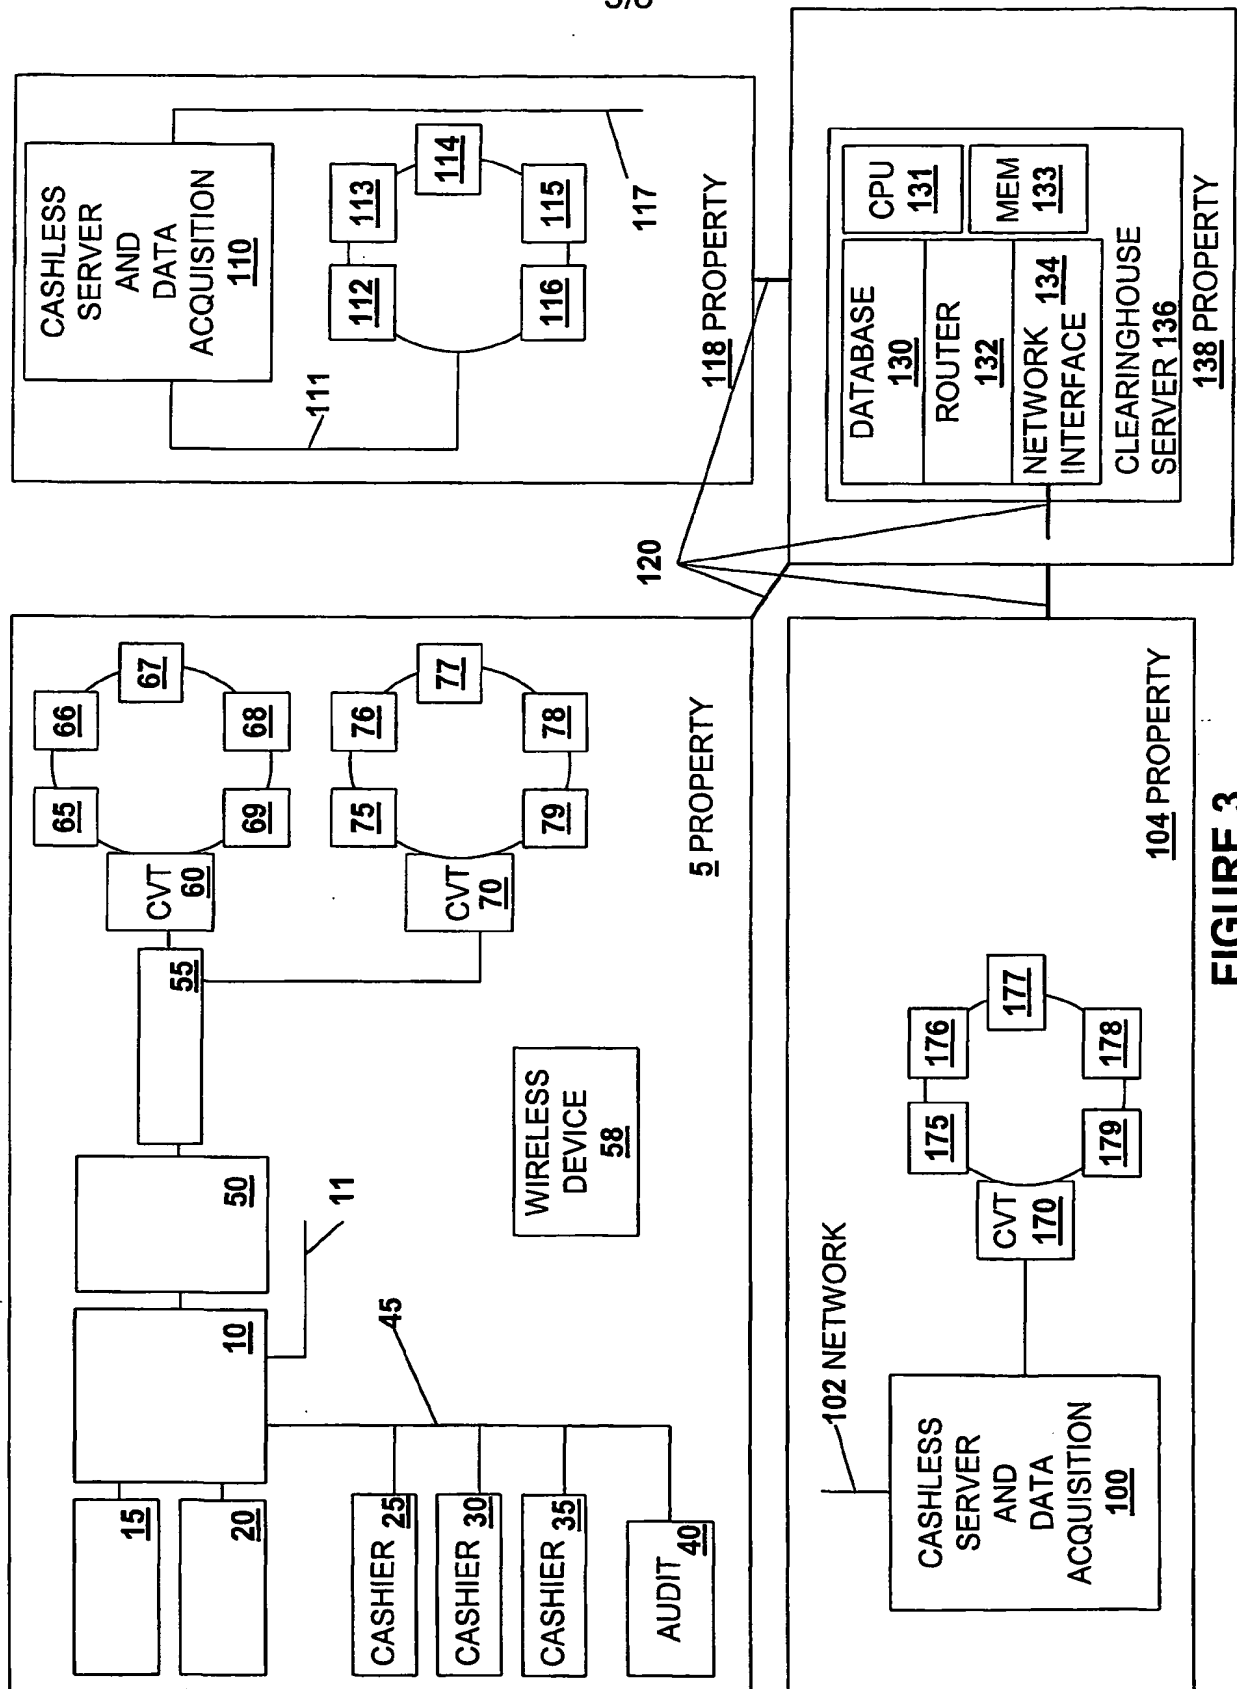 3/8
15
20
10
50
55
CVT
60
65
66
67
68
69
CVT
70
75
76
77
78
79
11
45
CASHIER 25
CASHIER 30
CASHIER 35
AUDIT 40
WIRELESS
DEVICE
58
5 PROPERTY
CASHLESS
SERVER
AND
DATA
ACQUISITION
110
111
112
113
114
115
116
117
118 PROPERTY
120
102 NETWORK
CASHLESS
SERVER
AND
DATA
ACQUISITION
100
CVT
170
175
176
177
178
179
104 PROPERTY
DATABASE
130
ROUTER
132
NETWORK
INTERFACE 134
CPU
131
MEM
133
CLEARINGHOUSE
SERVER 136
138 PROPERTY
FIGURE 3